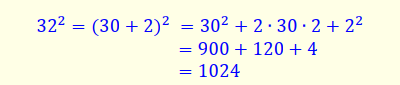 32² = (30 + 2)² = 30² + 2 · 30 · 2 + 2²
= 900 + 120 + 4
= 1024